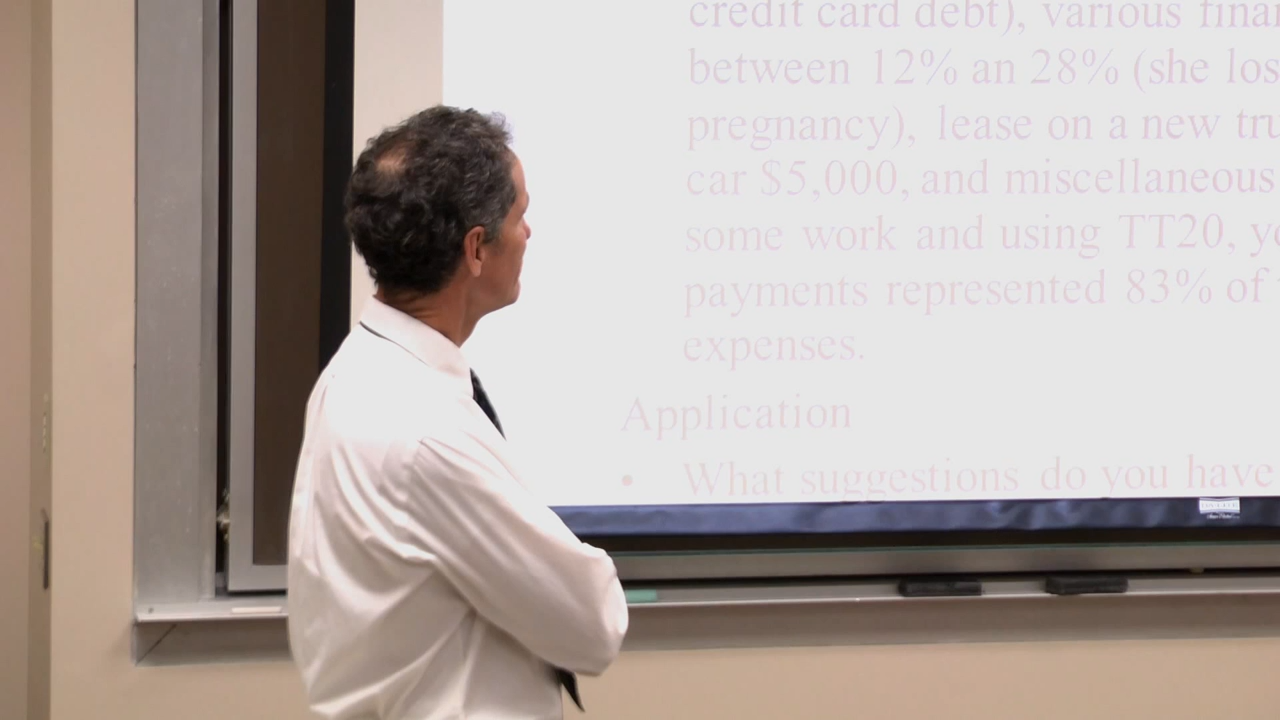 credit card debt), various finan
between 12% an 28% (she los
pregnancy), lease on a new tru
car $5,000, and miscellaneous
some work and using TT20, yo
payments represented 83% of
expenses.
Application
• What suggestions do you have